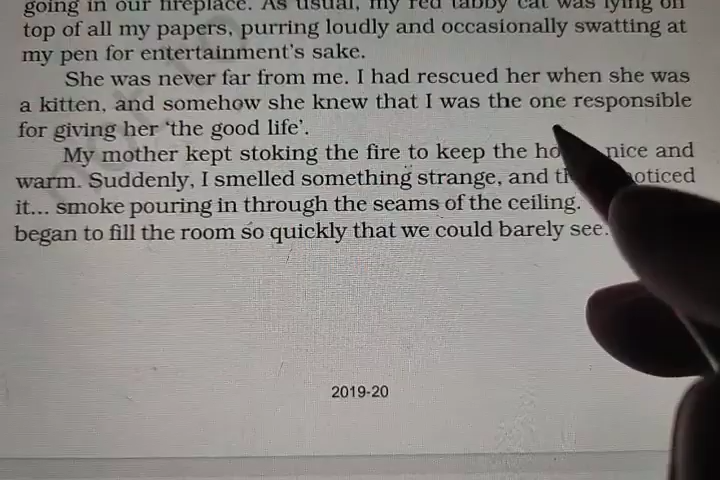 going in our fireplace. As usual, my red tabby cat was lying on
top of all my papers, purring loudly and occasionally swatting at
my pen for entertainment's sake.
She was never far from me. I had rescued her when she was
a kitten, and somehow she knew that I was the one responsible
for giving her 'the good life'.
My mother kept stoking the fire to keep the nice and
warm. Suddenly, I smelled something strange, and noticed
it... smoke pouring in through the seams of the ceiling.
began to fill the room so quickly that we could barely see.
2019-20